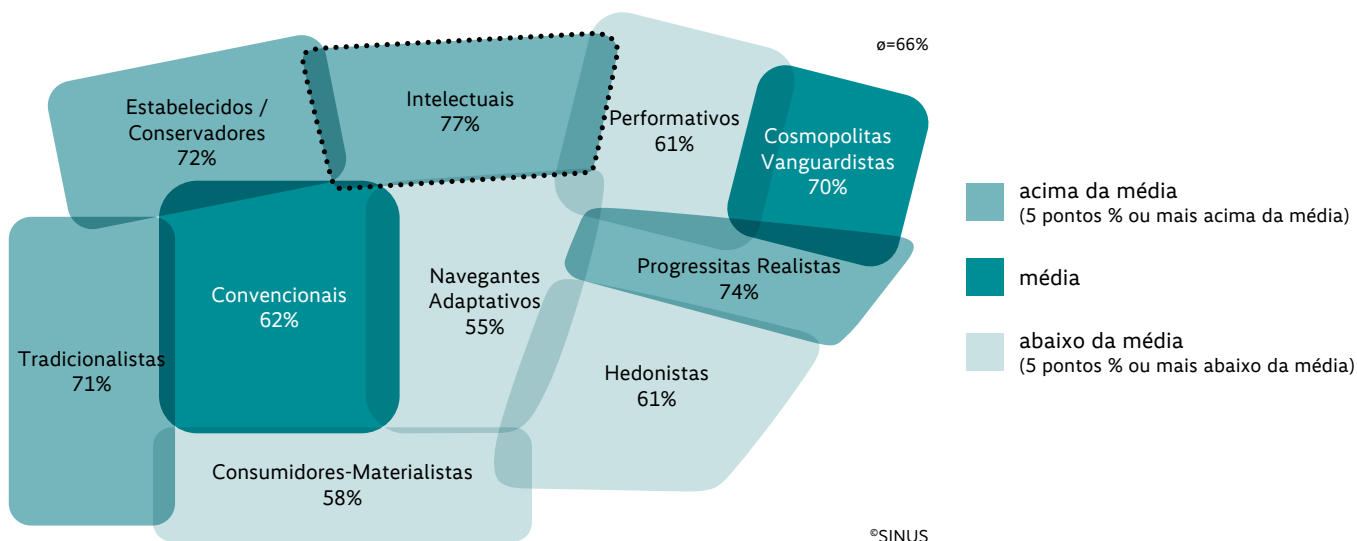 ø=66%
Estabelecidos /
Conservadores
72%
Intelectuais
77%
Performativos
61%
Cosmopolitas
Vanguardistas
70%
Tradicionalistas
71%
Convencionais
62%
Navegantes
Adaptativos
55%
Progressitas Realistas
74%
Hedonistas
61%
Consumidores-Materialistas
58%
acima da média
(5 pontos % ou mais acima da média)
média
abaixo da média
(5 pontos % ou mais abaixo da média)
©SINUS